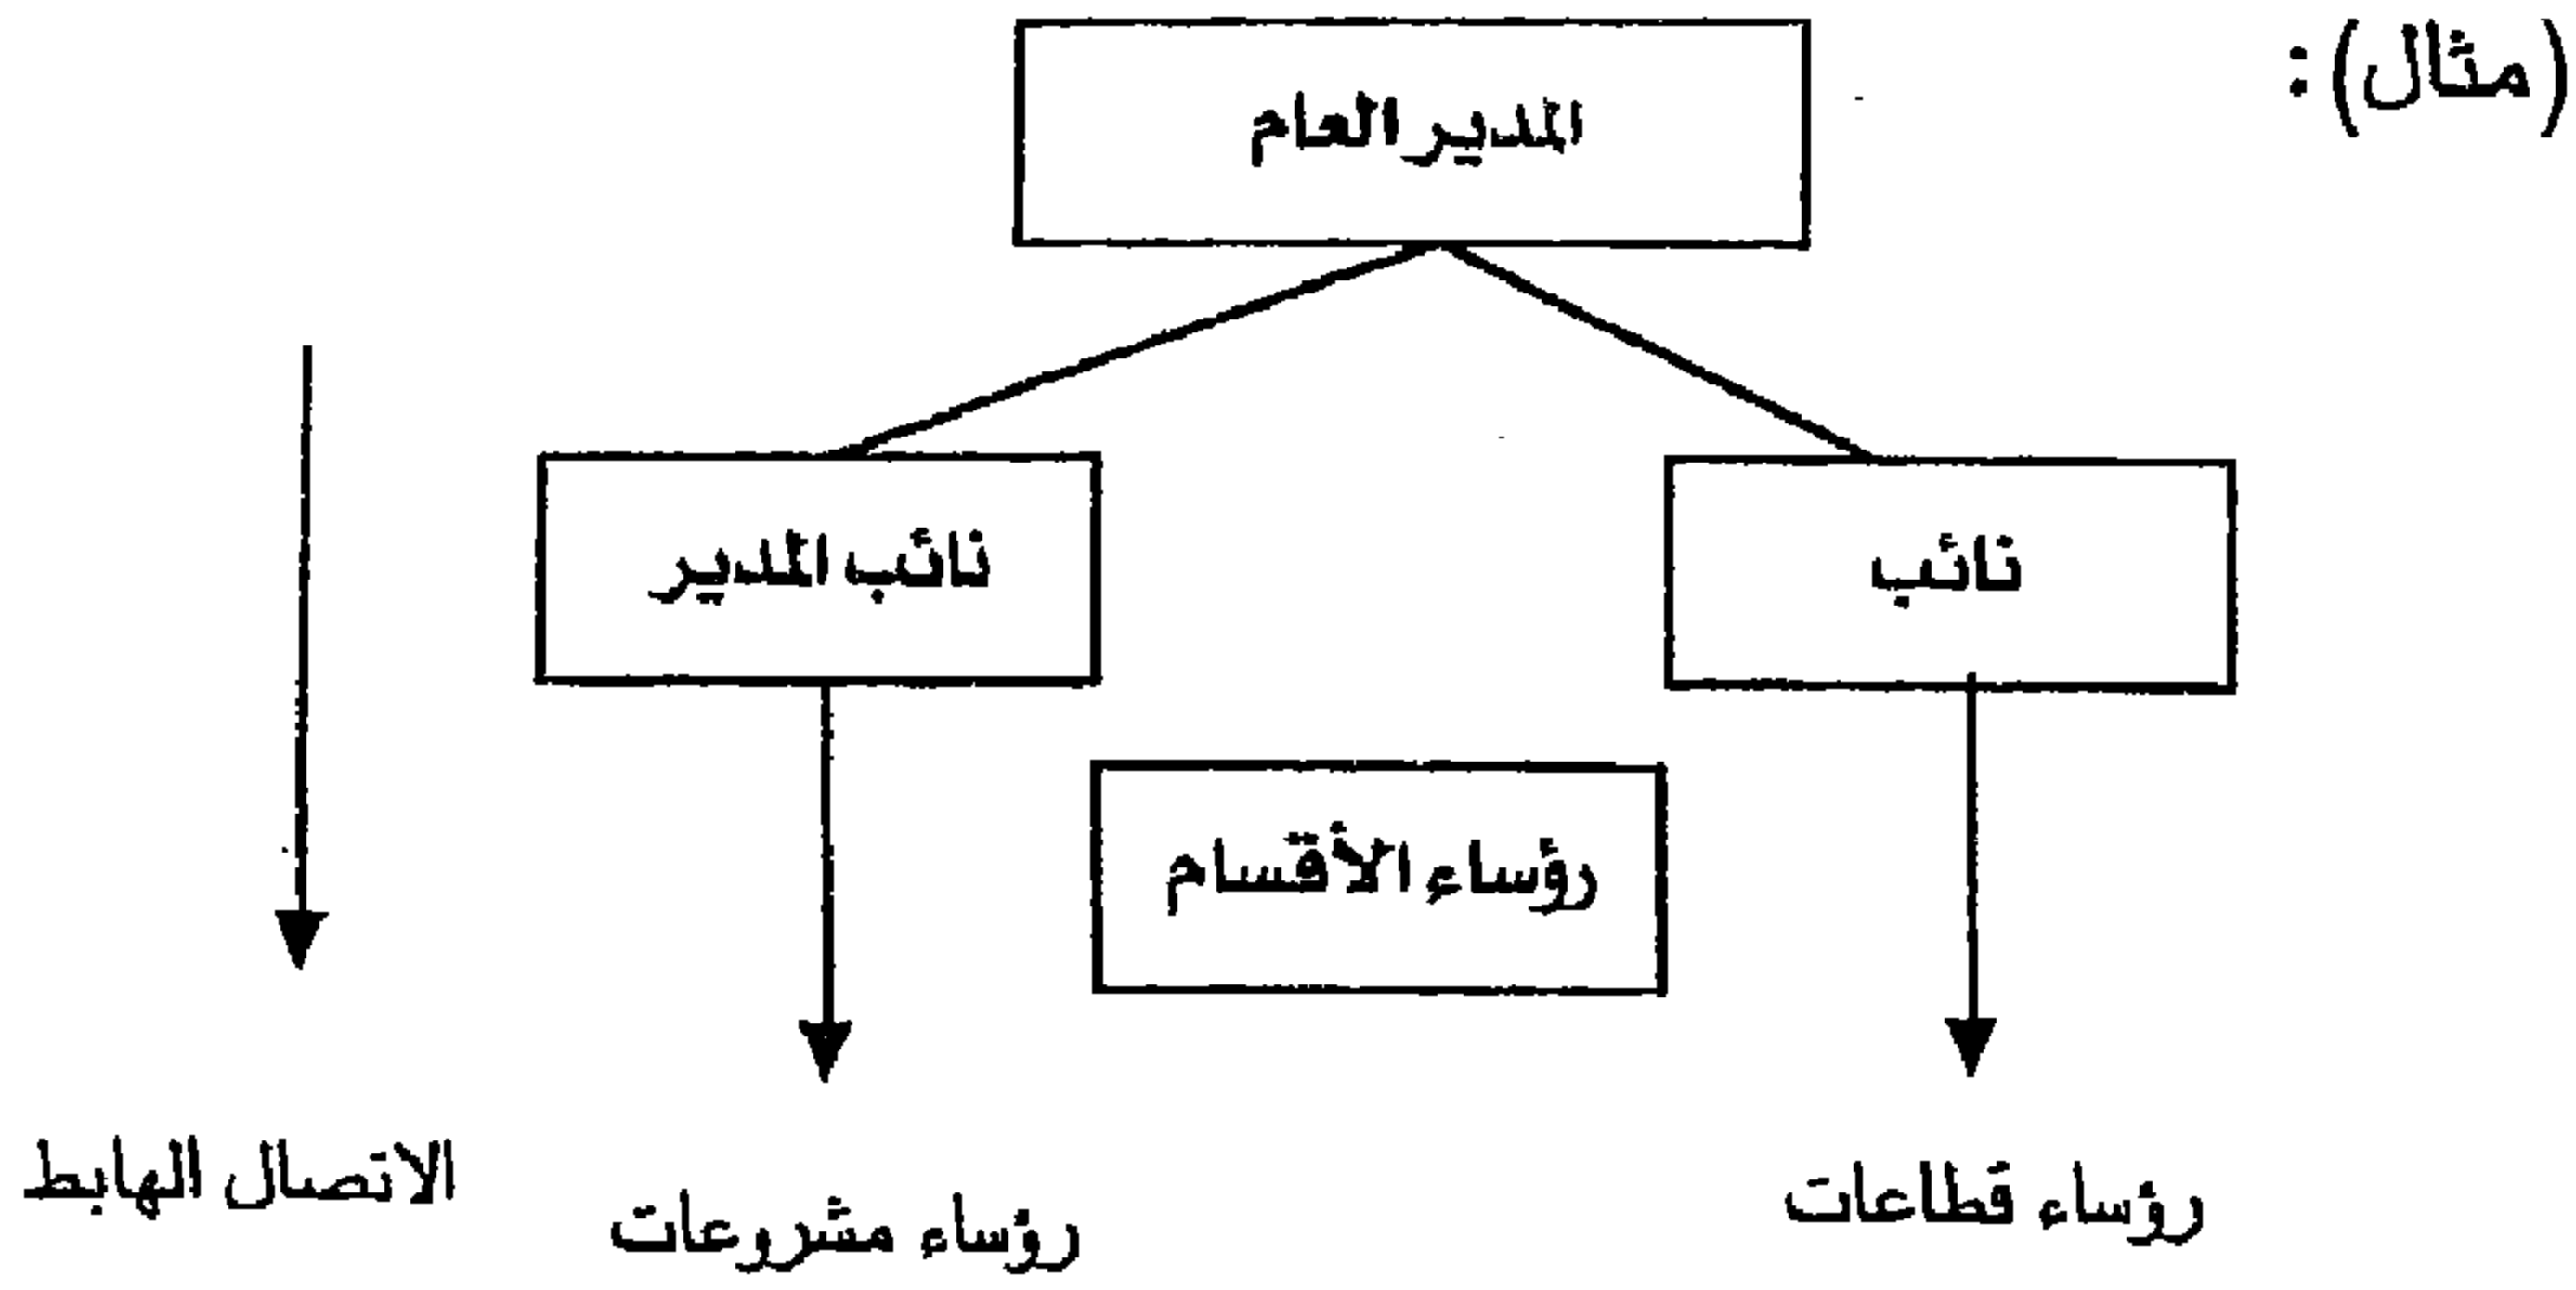 (مثال):
المدير العام
نائب
نائب المدير
رؤساء الأقسام
رؤساء قطاعات
رؤساء مشروعات
الاتصال الهابط